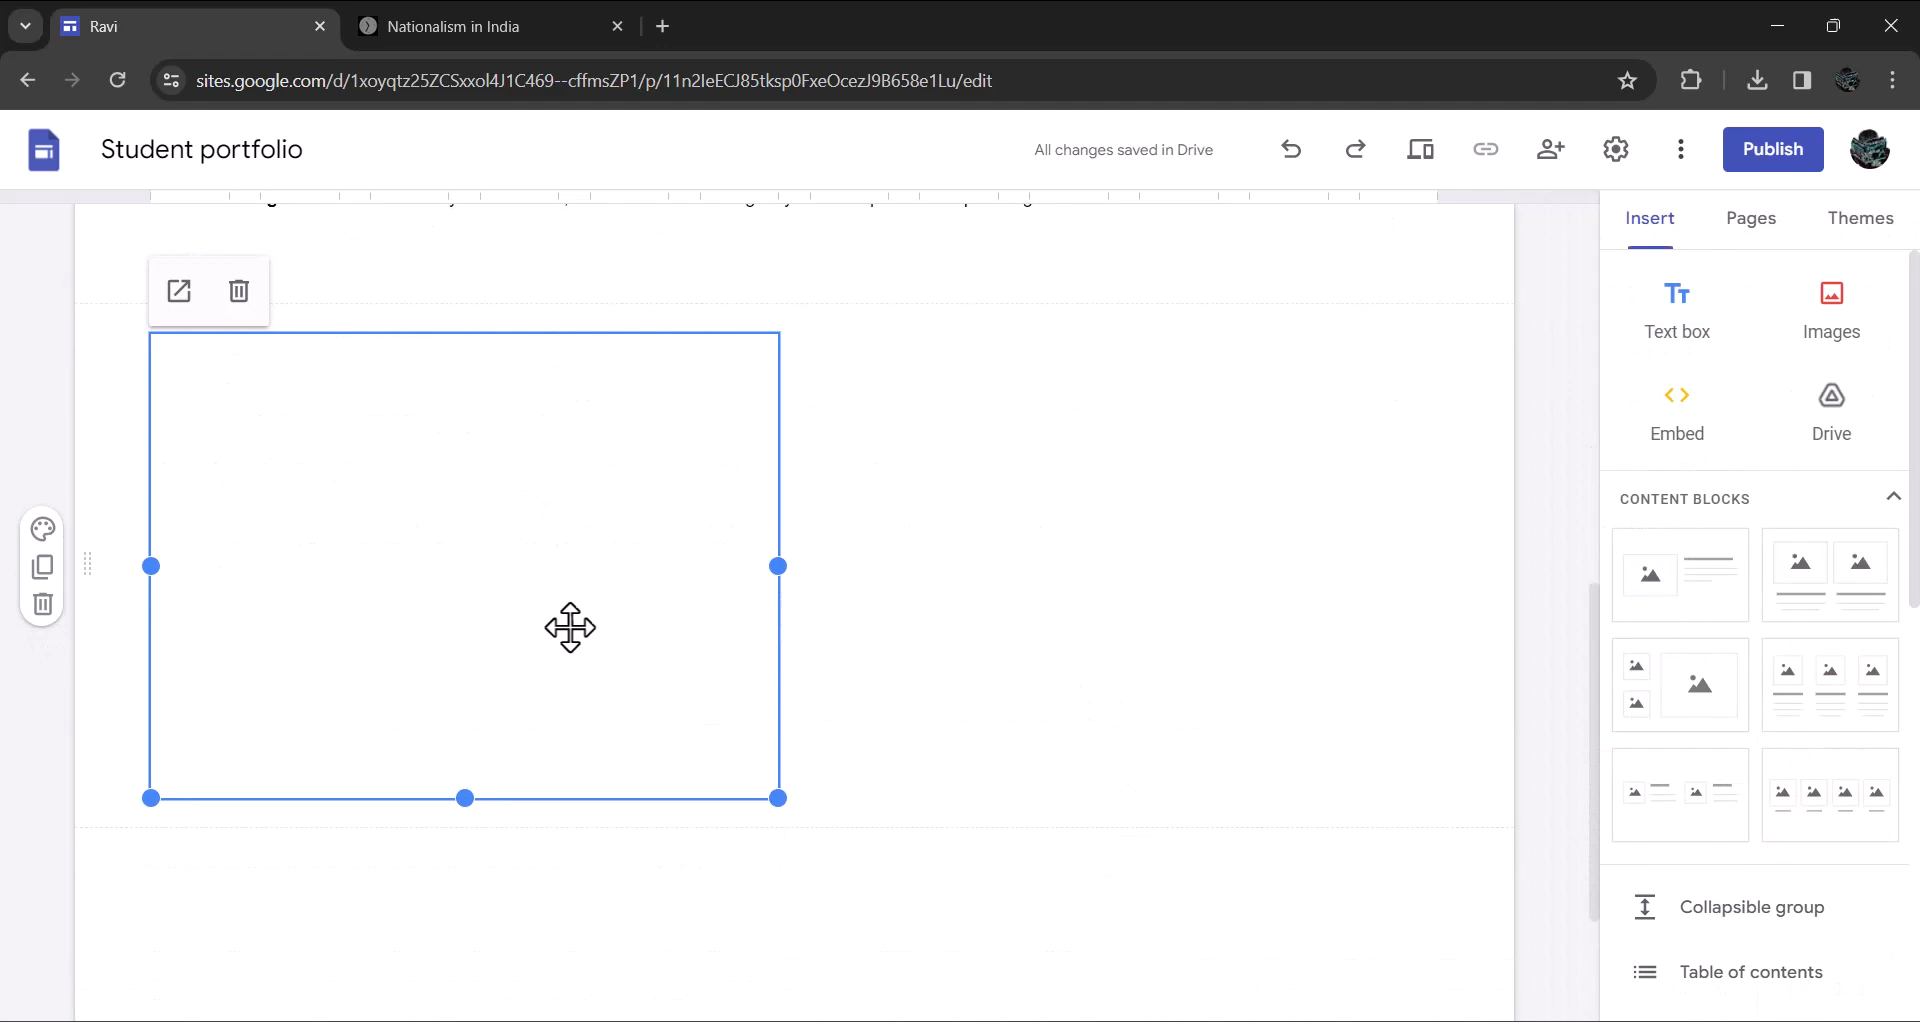 Ravi
Nationalism in India
sites.google.com/d/1xoyqtz25ZCSxxol4J1C469--cffmsZP1/p/11n2IeECJ85tksp0FxeOcezJ9B658e1Lu/edit
Student portfolio
All changes saved in Drive
Publish
Insert
Pages
Themes
Text box
Images
Embed
Drive
CONTENT BLOCKS
Collapsible group
Table of contents